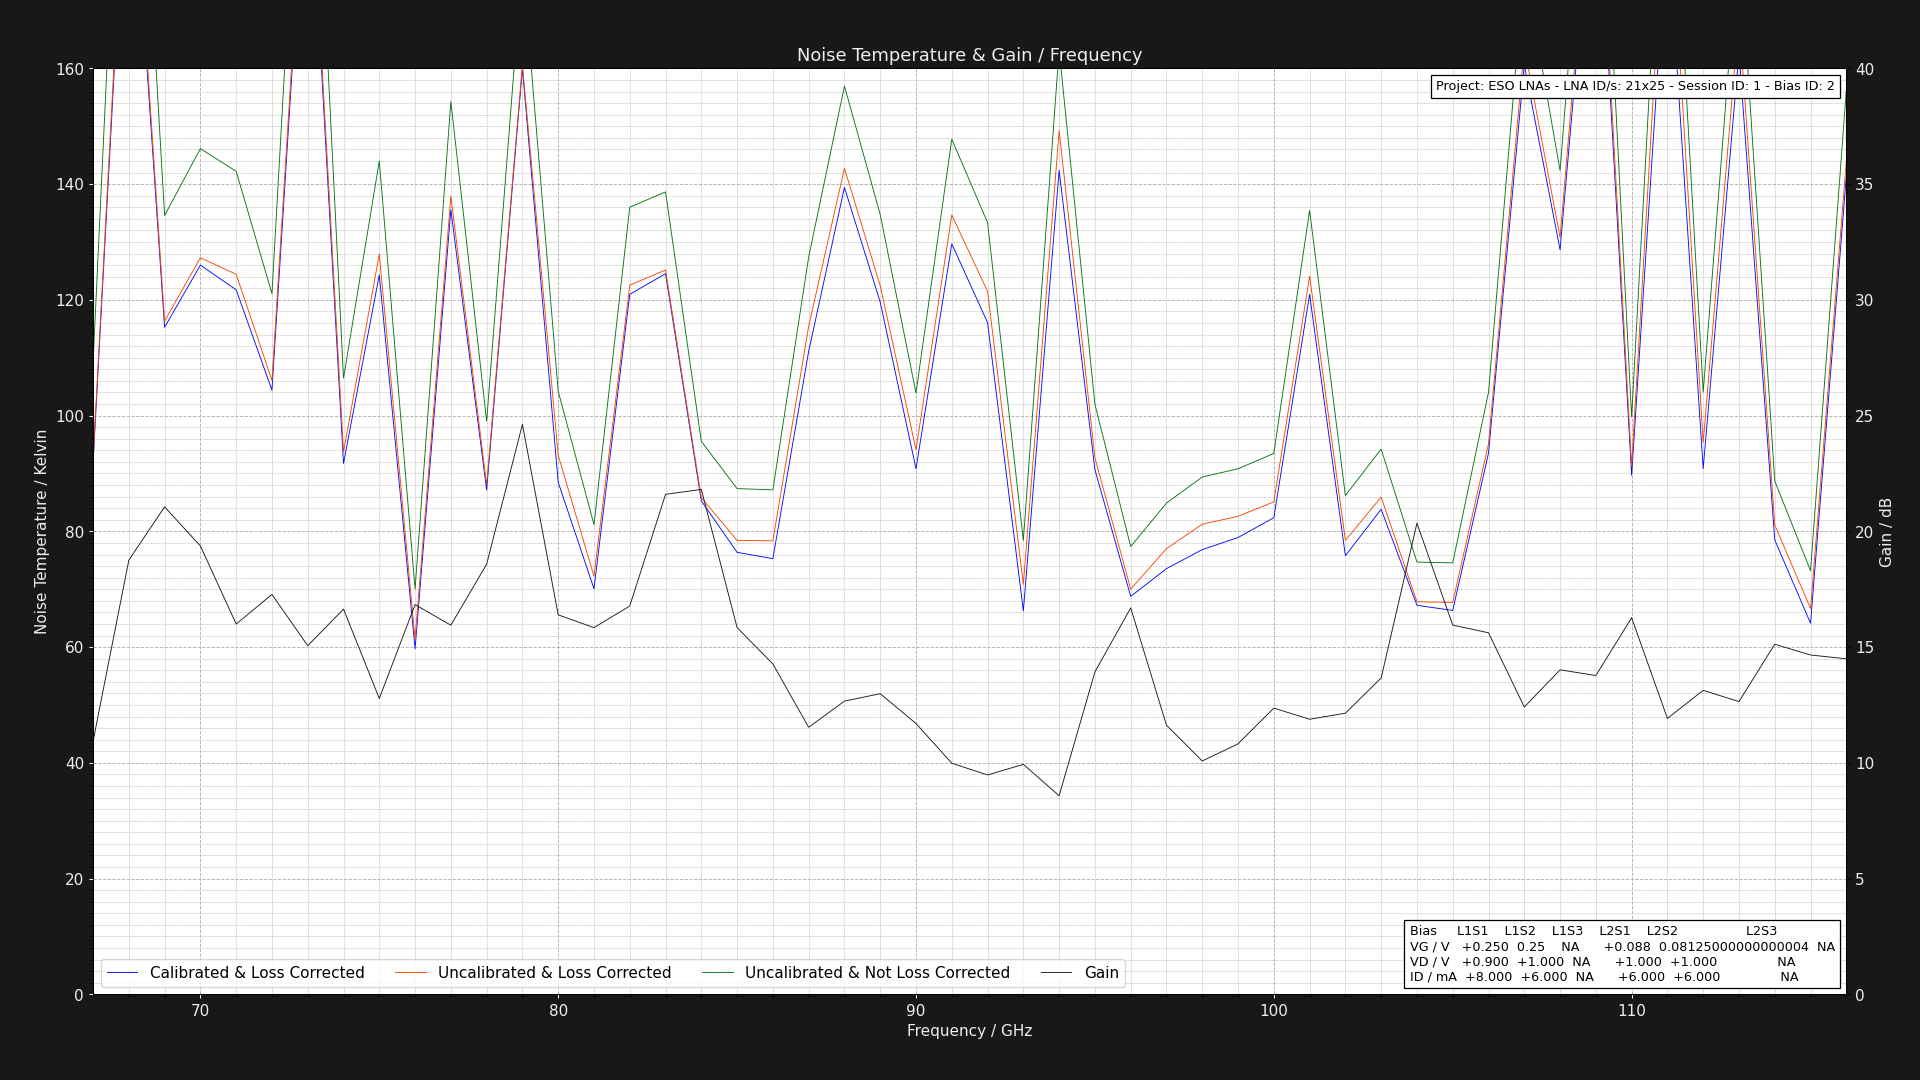 Noise Temperature & Gain / Frequency
Project: ESO LNAs - LNA ID/s: 21x25 - Session ID: 1 - Bias ID: 2
160
140
120
100
80
60
40
20
0
Noise Temperature / Kelvin
40
35
30
25
20
15
10
5
0
Gain / dB
Bias L1S1 L1S2 L1S3 L2S1 L2S2 L2S3
VG / V +0.250 0.25 NA +0.088 0.08125000000000004 NA
VD / V +0.900 +1.000 NA +1.000 +1.000 NA
ID / mA +8.000 +6.000 NA +6.000 +6.000 NA
Calibrated & Loss Corrected Uncalibrated & Loss Corrected Uncalibrated & Not Loss Corrected Gain
70 80 90 100 110
Frequency / GHz